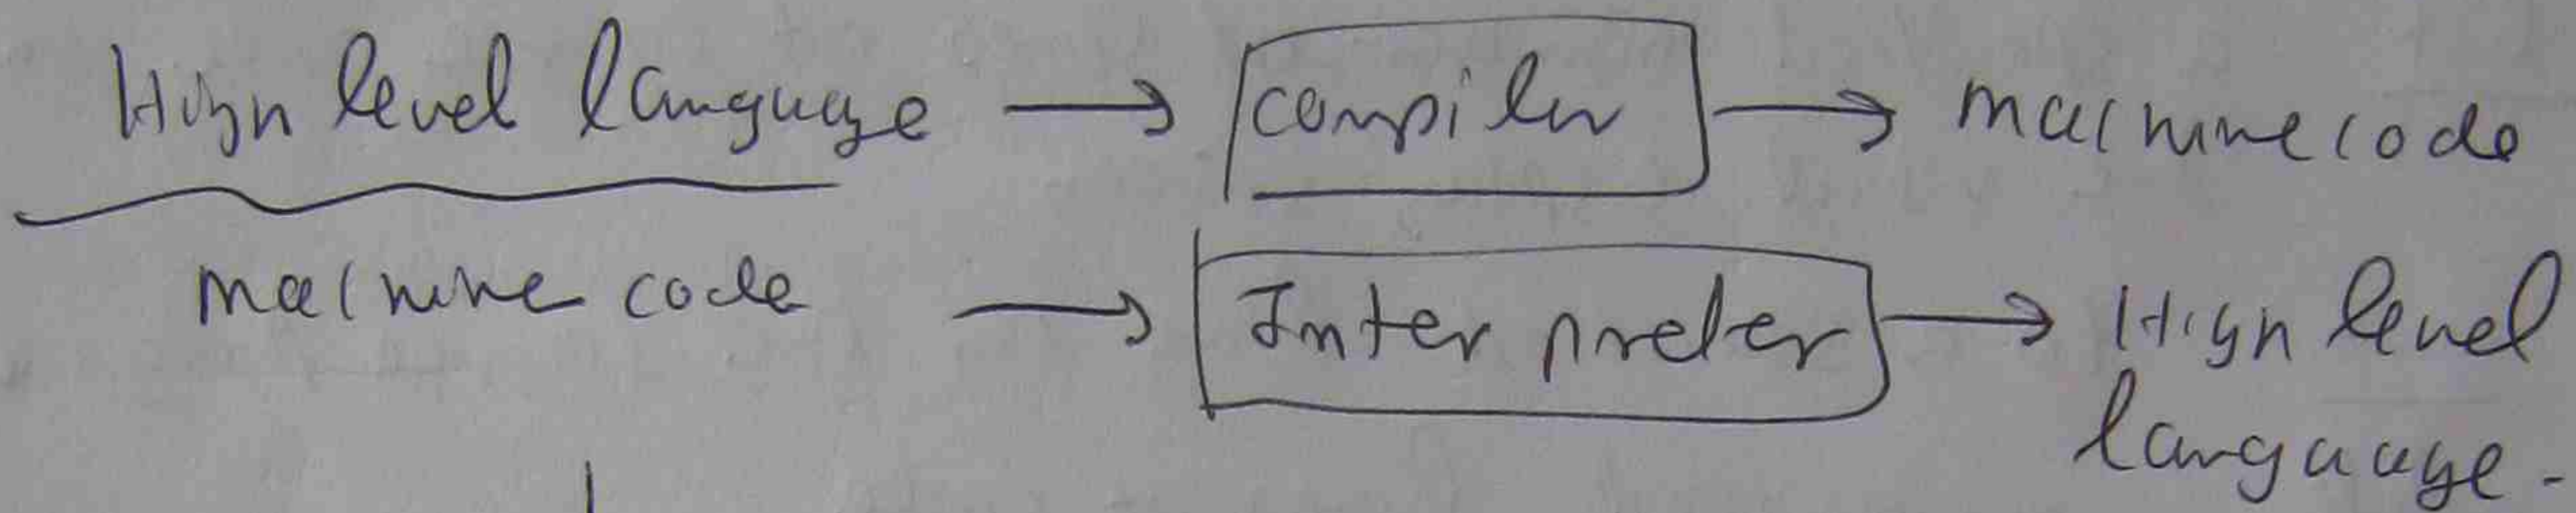 High level language → compiler → machine code
machine code → Interpreter → High level
language.